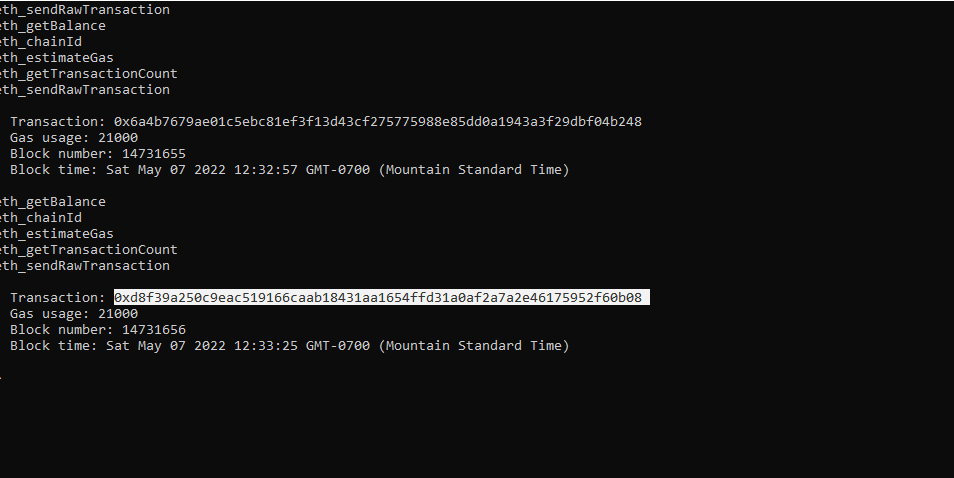 eth_sendRawTransaction
eth_getBalance
eth_chainId
eth_estimateGas
eth_getTransactionCount
eth_sendRawTransaction
Transaction: 0x6a4b7679ae01c5ebc81ef3f13d43cf275775988e85dd0a1943a3f29dbf04b248
Gas usage: 21000
Block number: 14731655
Block time: Sat May 07 2022 12:32:57 GMT-0700 (Mountain Standard Time)
eth_getBalance
eth_chainId
eth_estimateGas
eth_getTransactionCount
eth_sendRawTransaction
Transaction: 0xd8f39a250c9eac519166caab18431aa1654ffd31a0af2a7a2e46175952f60b08
Gas usage: 21000
Block number: 14731656
Block time: Sat May 07 2022 12:33:25 GMT-0700 (Mountain Standard Time)